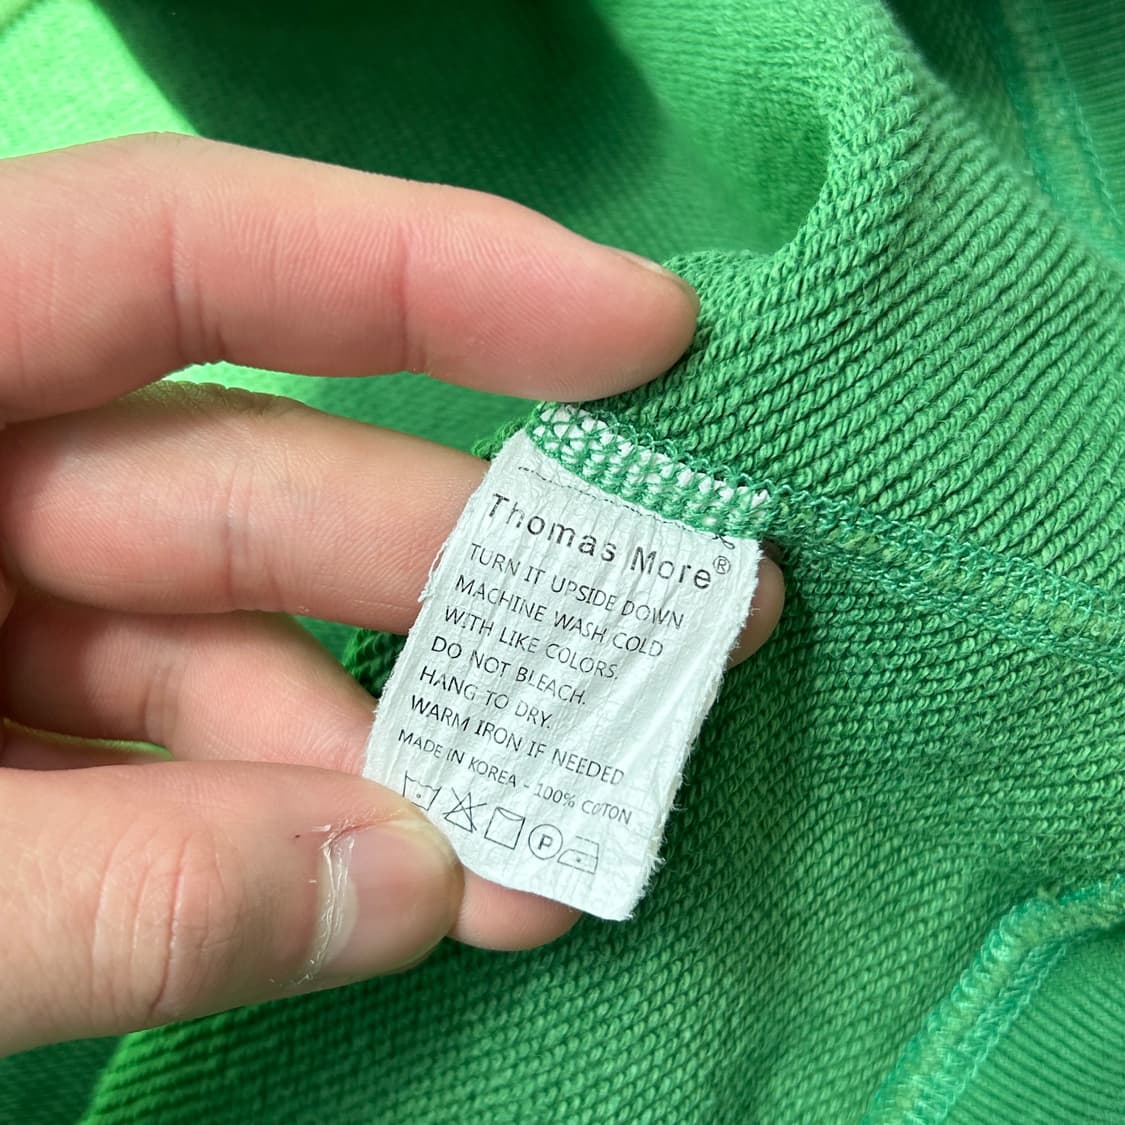 Thomas More®
TURN IT UPSIDE DOWN
MACHINE WASH COLD
WITH LIKE COLORS.
DO NOT BLEACH.
HANG TO DRY.
WARM IRON IF NEEDED
MADE IN KOREA - 100% COTON
P